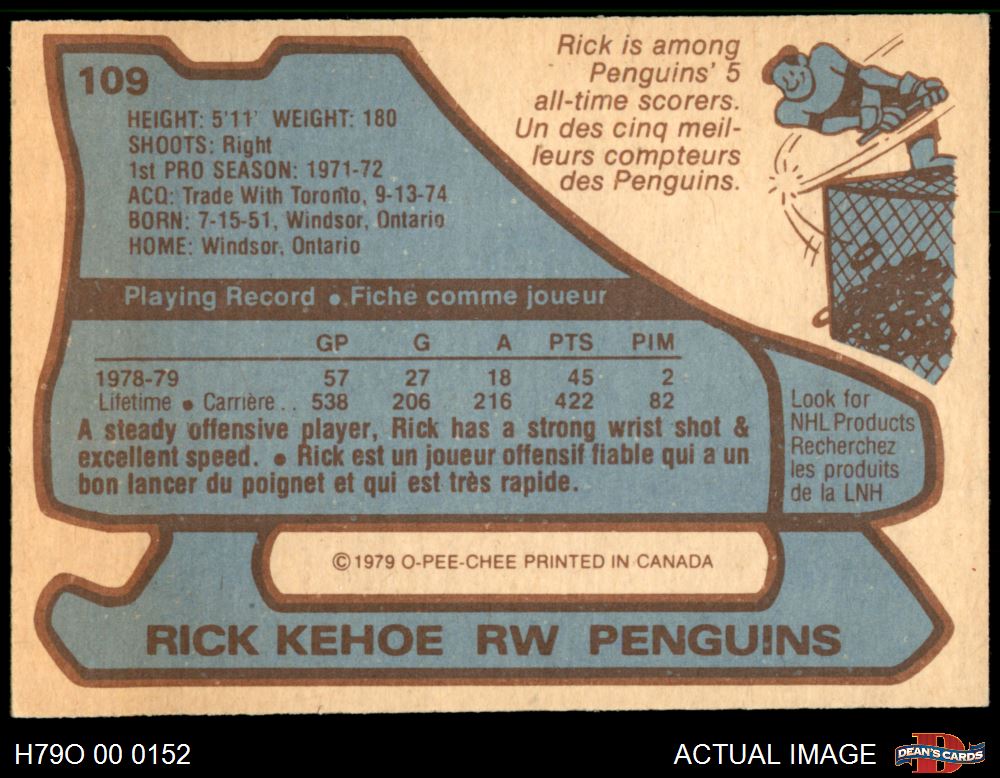 109
HEIGHT: 5'11' WEIGHT: 180
SHOOTS: Right
1st PRO SEASON: 1971-72
ACQ: Trade With Toronto, 9-13-74
BORN: 7-15-51, Windsor, Ontario
HOME: Windsor, Ontario
Rick is among
Penguins' 5
all-time scorers.
Un des cinq meil-
leurs compteurs
des Penguins.
Playing Record • Fiche comme joueur
GP G A PTS PIM
1978-79 57 27 18 45 2
Lifetime • Carrière . . 538 206 216 422 82
A steady offensive player, Rick has a strong wrist shot &
excellent speed. • Rick est un joueur offensif fiable qui a un
bon lancer du poignet et qui est très rapide.
Look for
NHL Products
Recherchez
les produits
de la LNH
©1979 O-PEE-CHEE PRINTED IN CANADA
RICK KEHOE RW PENGUINS
H79O 00 0152
ACTUAL IMAGE
D
DEAN'S CARDS